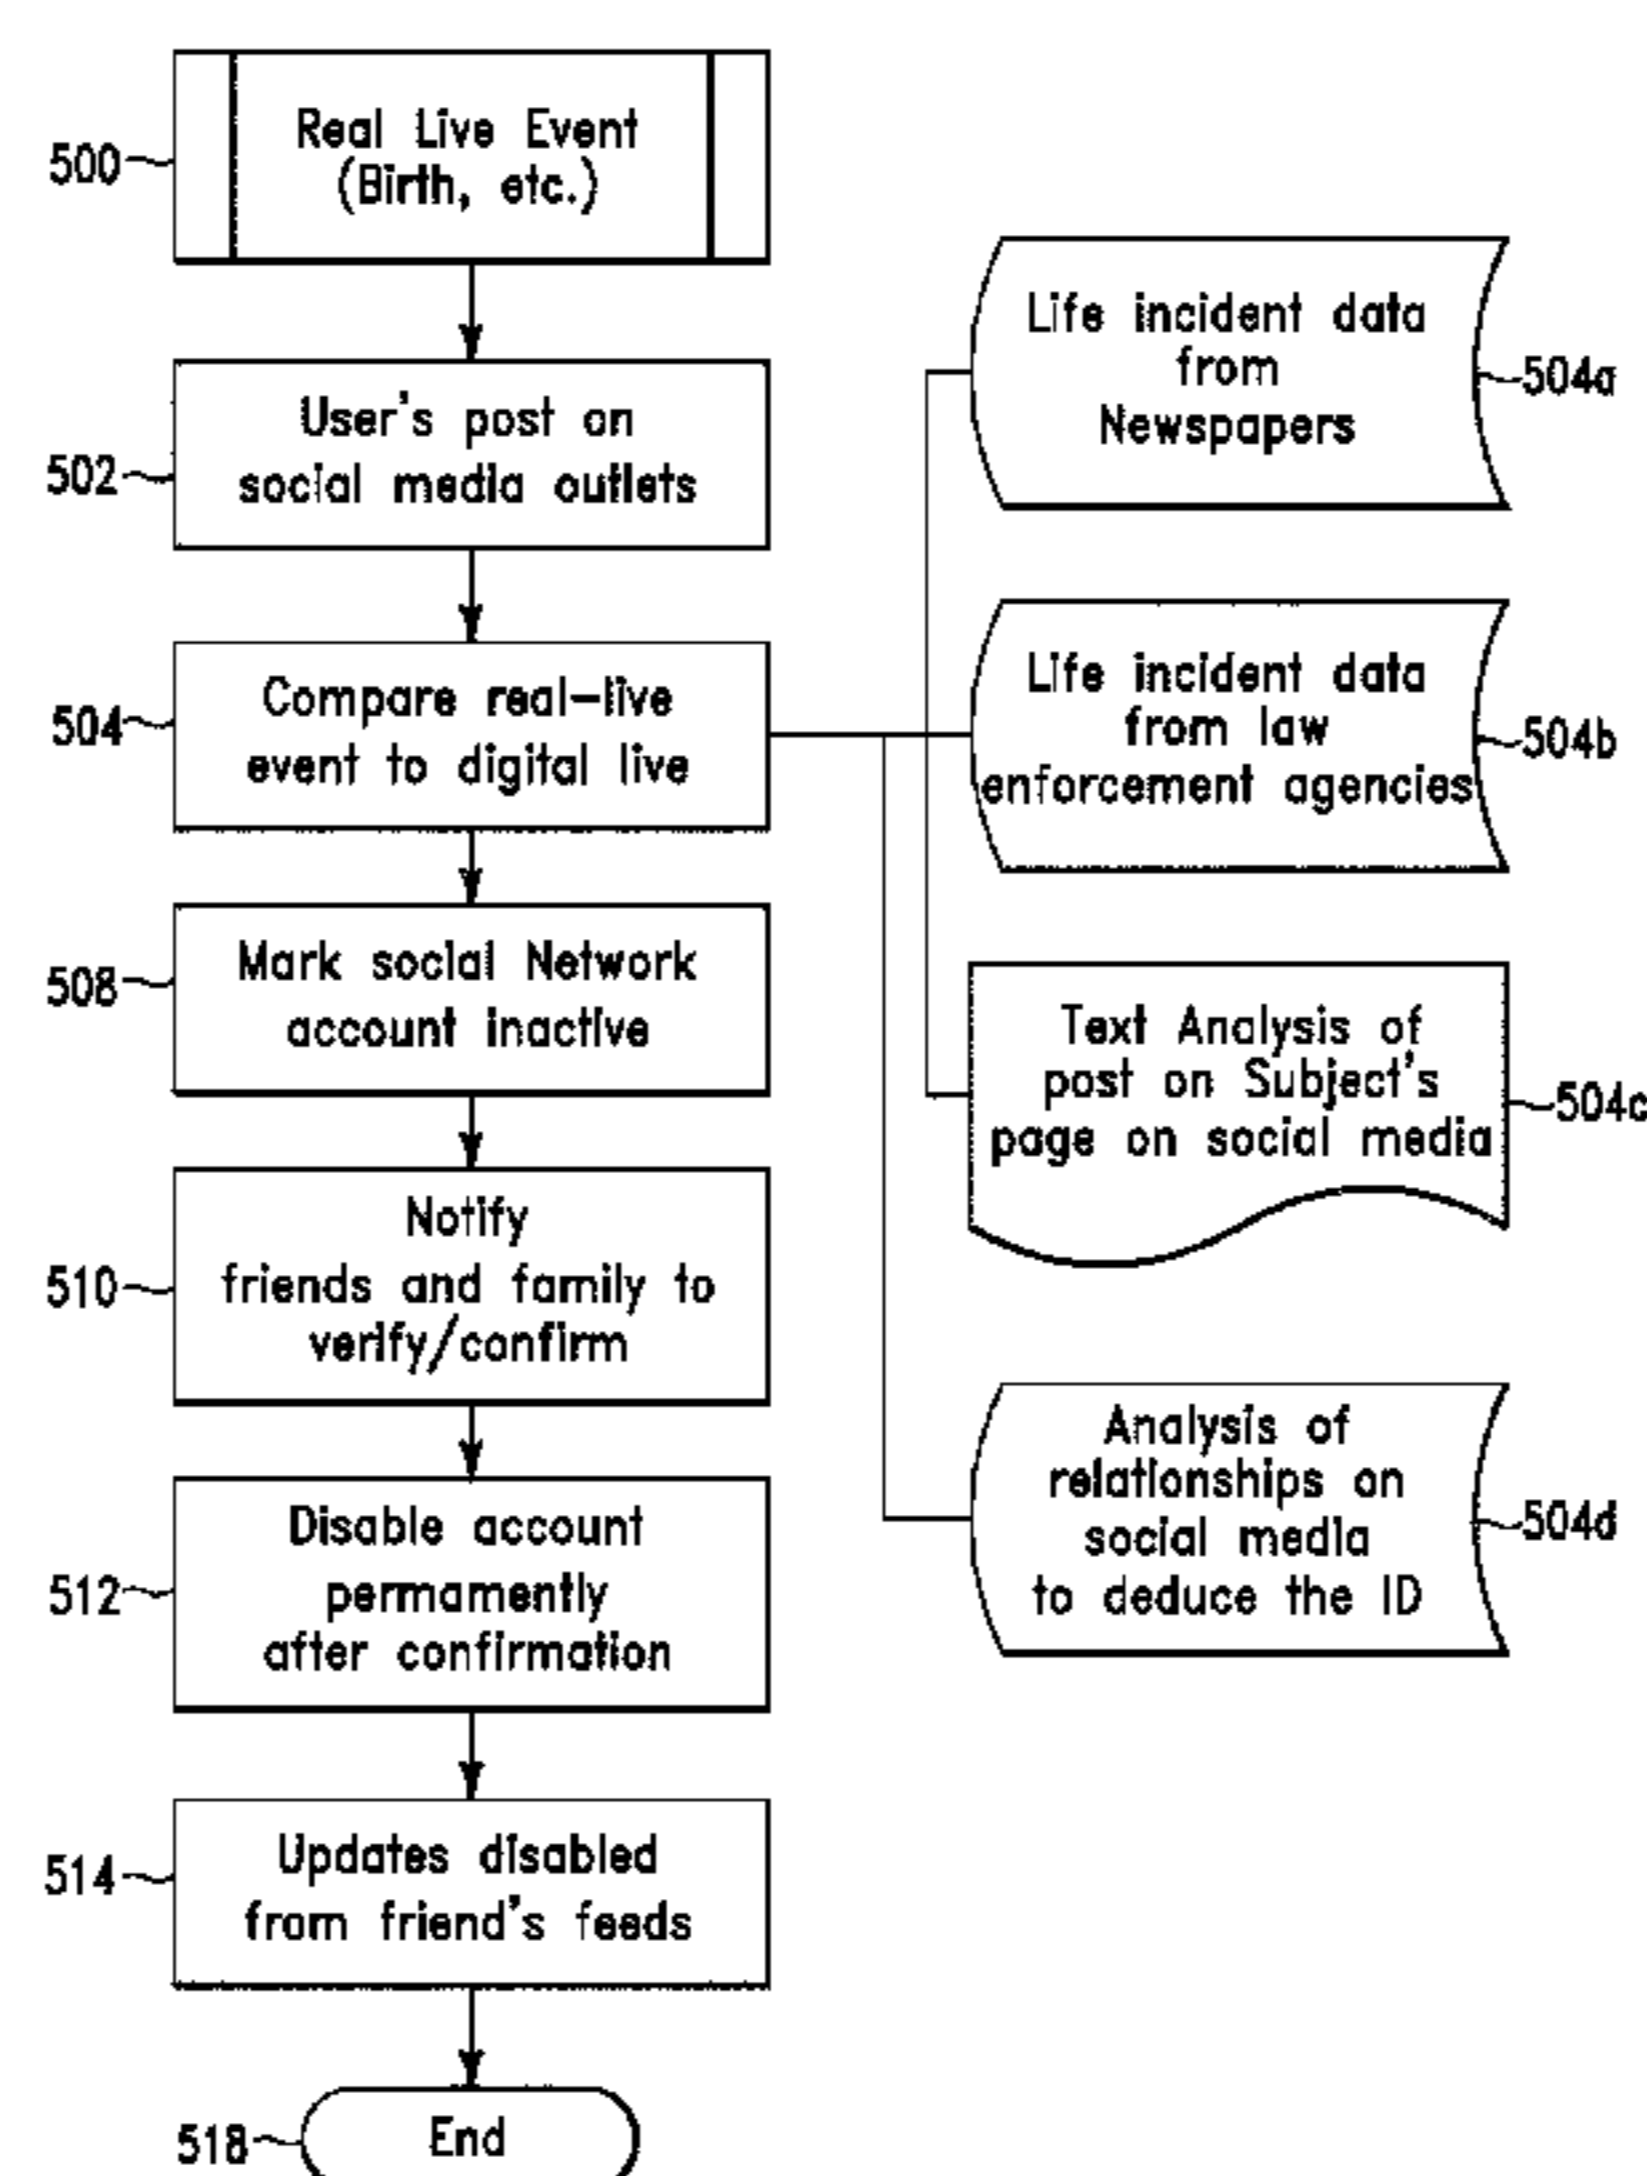 Real Live Event
(Birth, etc.)
500
User's post on
social media outlets
502
Compare real-live
event to digital live
504
Life incident data
from
Newspapers
504a
Life incident data
from law
enforcement agencies
504b
Text Analysis of
post on Subject's
page on social media
504c
Analysis of
relationships on
social media
to deduce the ID
504d
Mark social Network
account inactive
508
Notify
friends and family to
verify/confirm
510
Disable account
permamently
after confirmation
512
Updates disabled
from friend's feeds
514
End
518